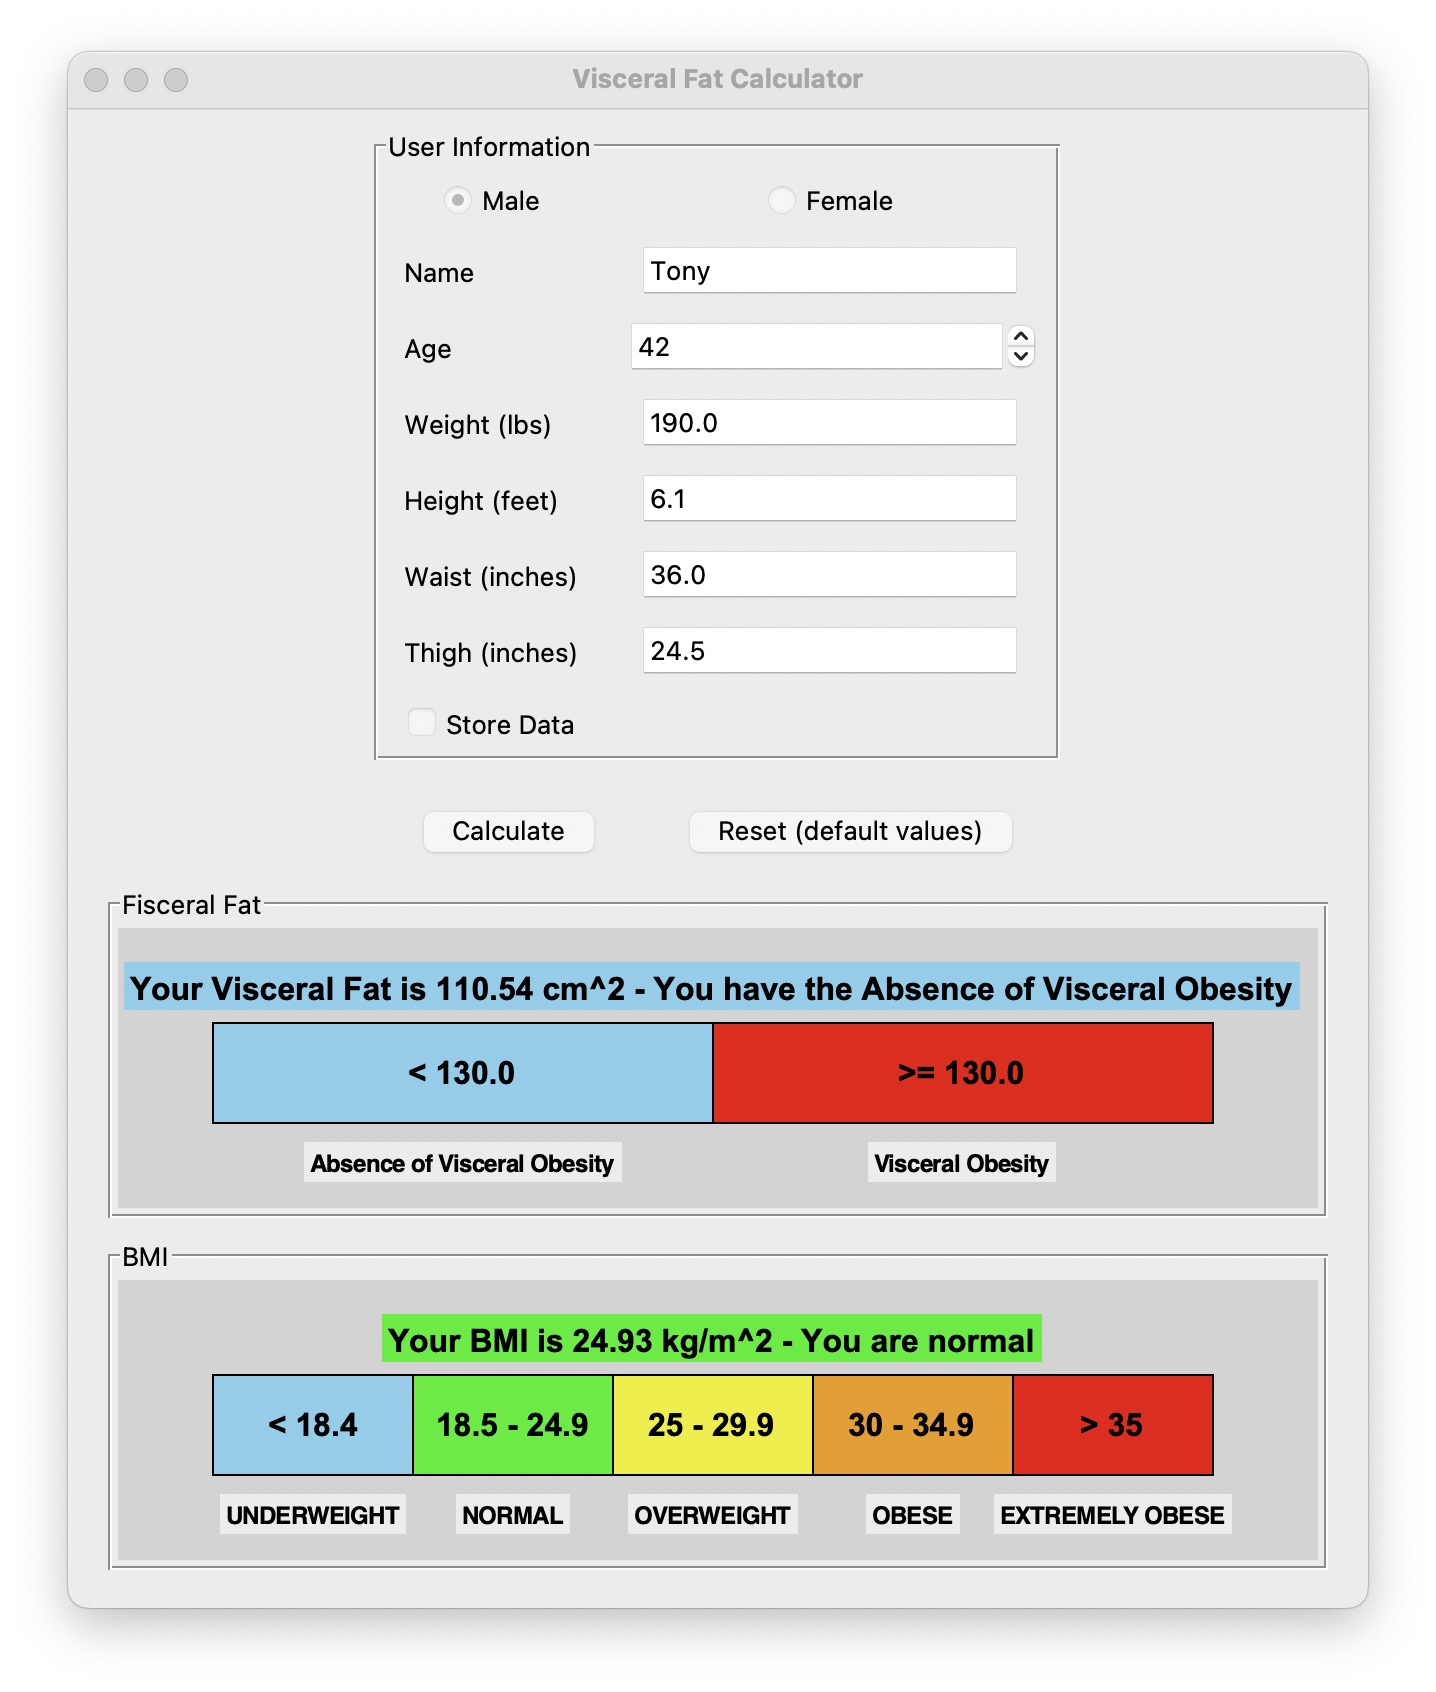 Visceral Fat Calculator
User Information
Male Female
Name Tony
Age 42
Weight (lbs) 190.0
Height (feet) 6.1
Waist (inches) 36.0
Thigh (inches) 24.5
Store Data
Calculate Reset (default values)
Fisceral Fat
Your Visceral Fat is 110.54 cm^2 - You have the Absence of Visceral Obesity
< 130.0 >= 130.0
Absence of Visceral Obesity Visceral Obesity
BMI
Your BMI is 24.93 kg/m^2 - You are normal
< 18.4 18.5 - 24.9 25 - 29.9 30 - 34.9 > 35
UNDERWEIGHT NORMAL OVERWEIGHT OBESE EXTREMELY OBESE